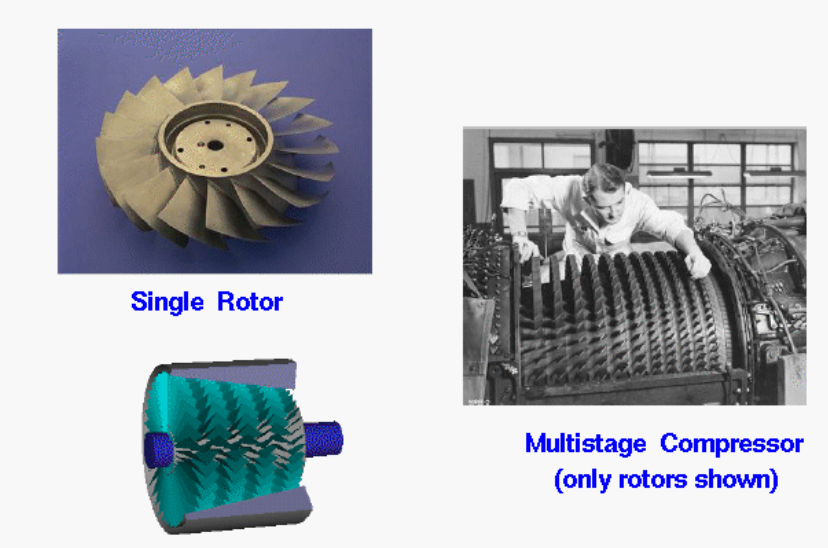 Single Rotor
Multistage Compressor
(only rotors shown)